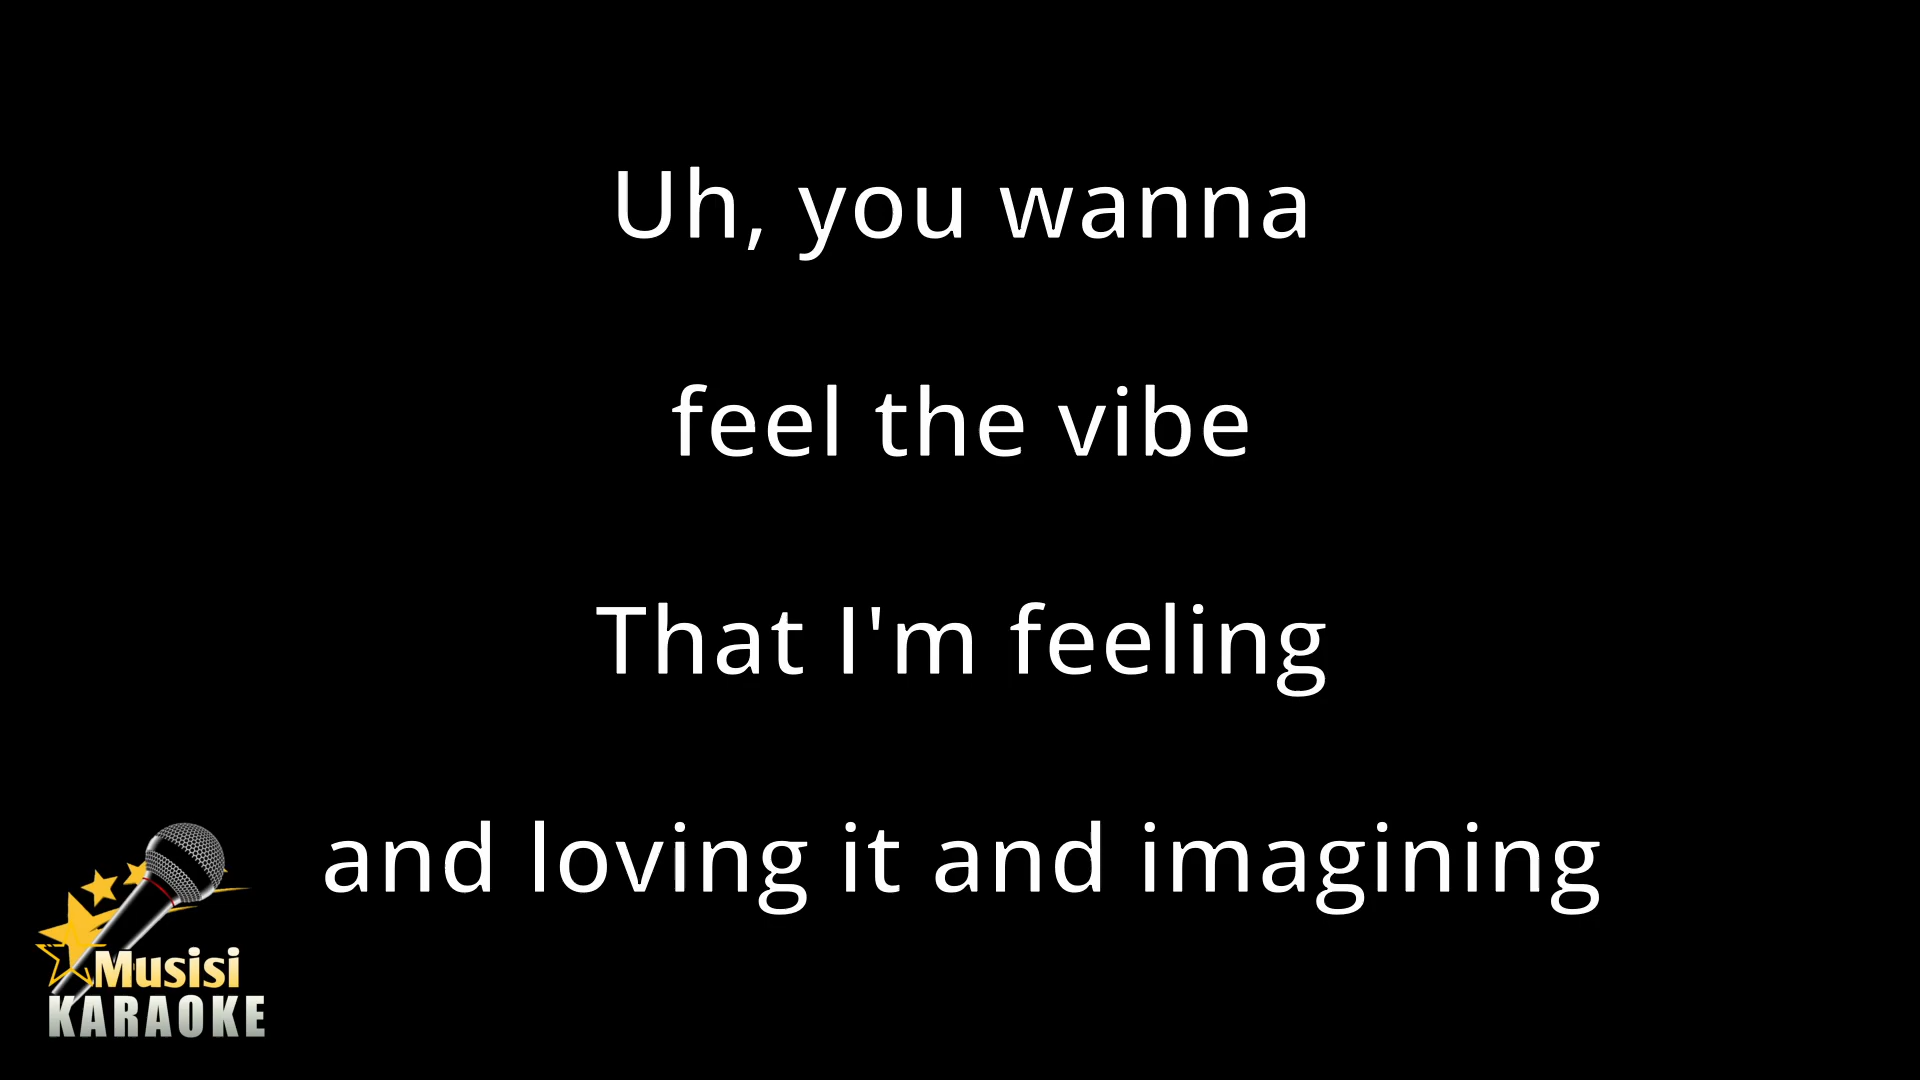 Uh, you wanna
feel the vibe
That I'm feeling
and loving it and imagining
Musisi
KARAOKE